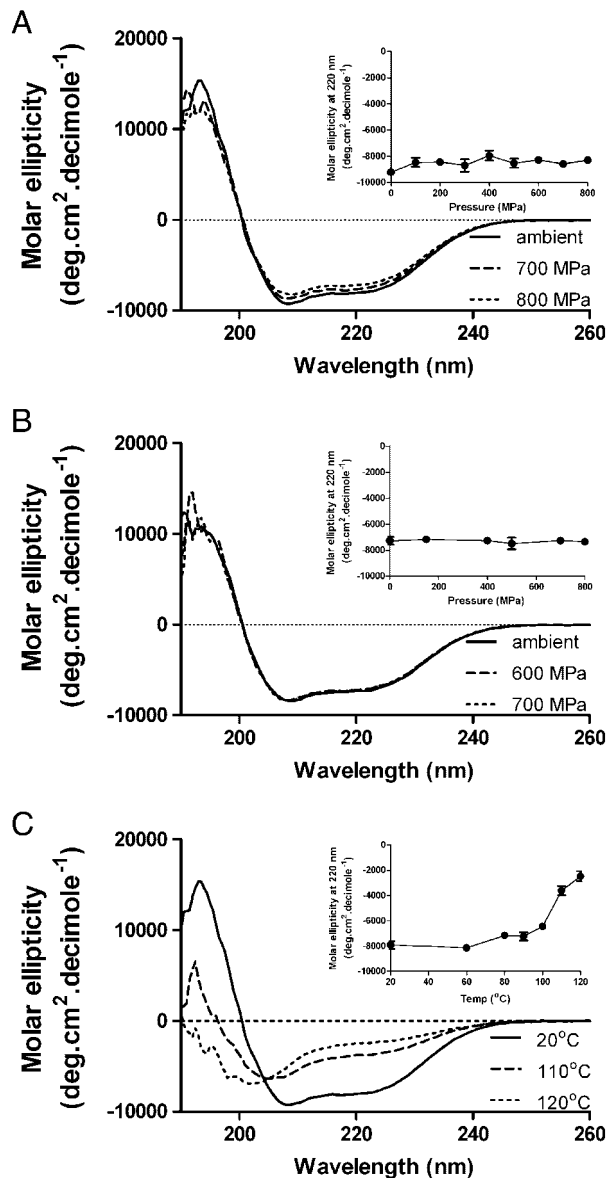 A
Molar ellipticity
(deg.cm².decimole⁻¹)
20000
10000
0
-10000
200
220
240
260
Wavelength (nm)
ambient
700 MPa
800 MPa
Molar ellipticity at 220 nm
(deg.cm².decimole⁻¹)
0
-2000
-4000
-6000
-8000
-10000
0
200
400
600
800
Pressure (MPa)
B
Molar ellipticity
(deg.cm².decimole⁻¹)
20000
10000
0
-10000
200
220
240
260
Wavelength (nm)
ambient
600 MPa
700 MPa
Molar ellipticity at 220 nm
(deg.cm².decimole⁻¹)
0
-2000
-4000
-6000
-8000
-10000
0
200
400
600
800
Pressure (MPa)
C
Molar ellipticity
(deg.cm².decimole⁻¹)
20000
10000
0
-10000
200
220
240
260
Wavelength (nm)
20°C
110°C
120°C
Molar ellipticity at 220 nm
(deg.cm².decimole⁻¹)
0
-2000
-4000
-6000
-8000
-10000
20
40
60
80
100
120
Temp (°C)